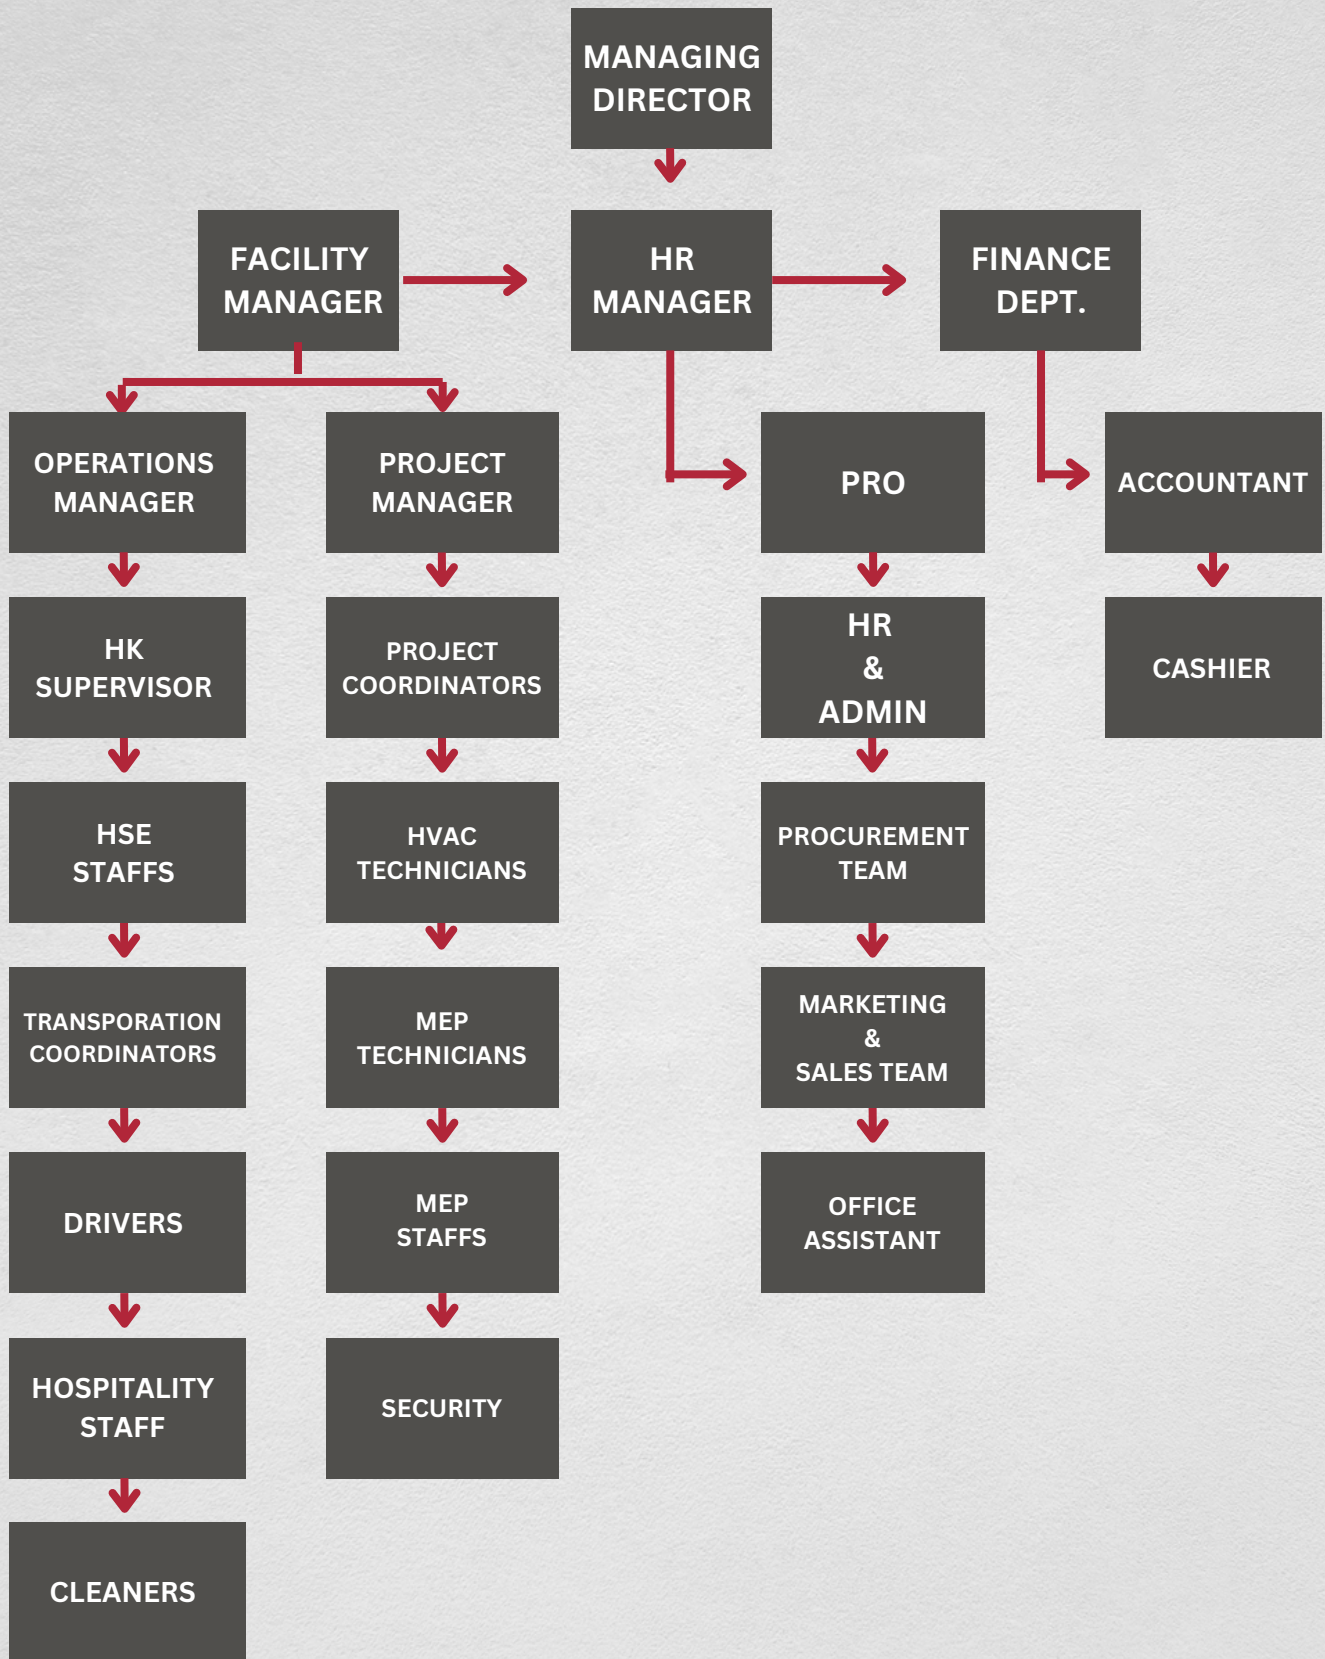 MANAGING
DIRECTOR
FACILITY
MANAGER
HR
MANAGER
FINANCE
DEPT.
OPERATIONS
MANAGER
PROJECT
MANAGER
PRO
ACCOUNTANT
HK
SUPERVISOR
PROJECT
COORDINATORS
HR
&
ADMIN
CASHIER
HSE
STAFFS
HVAC
TECHNICIANS
PROCUREMENT
TEAM
TRANSPORATION
COORDINATORS
MEP
TECHNICIANS
MARKETING
&
SALES TEAM
DRIVERS
MEP
STAFFS
OFFICE
ASSISTANT
HOSPITALITY
STAFF
SECURITY
CLEANERS